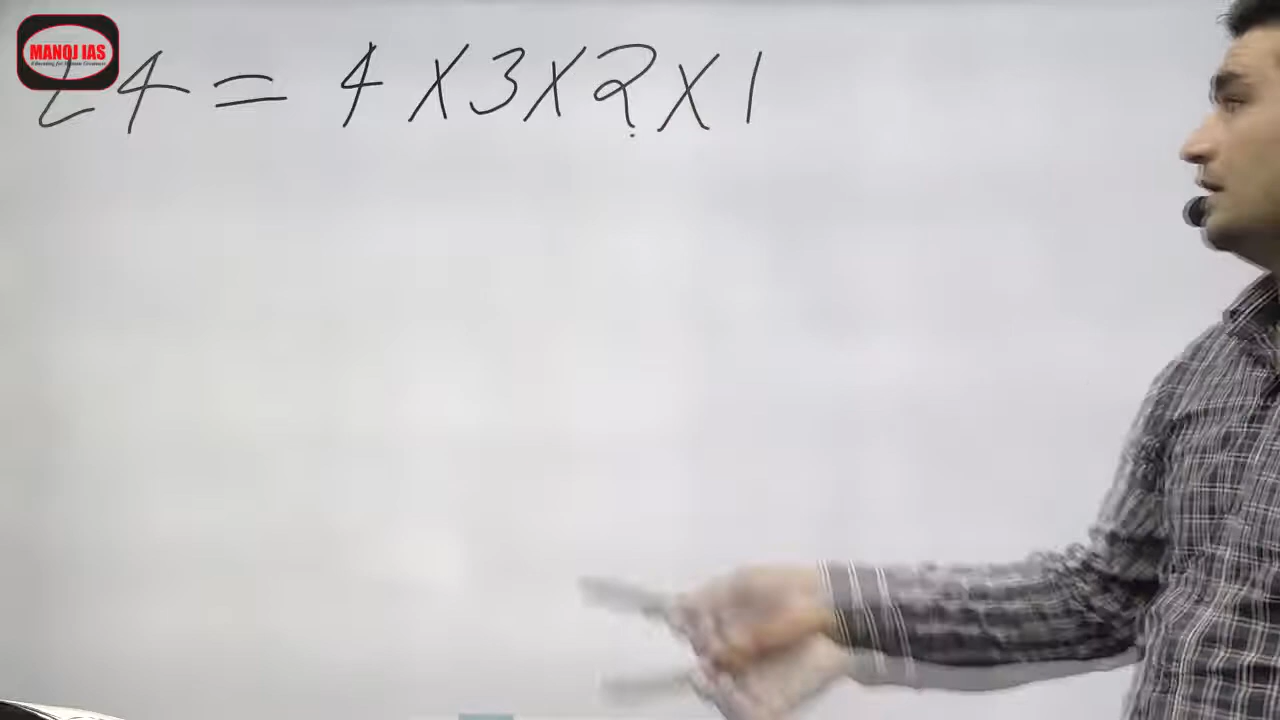 MANOJ IAS
∟4 = 4 X 3 X 2 X 1